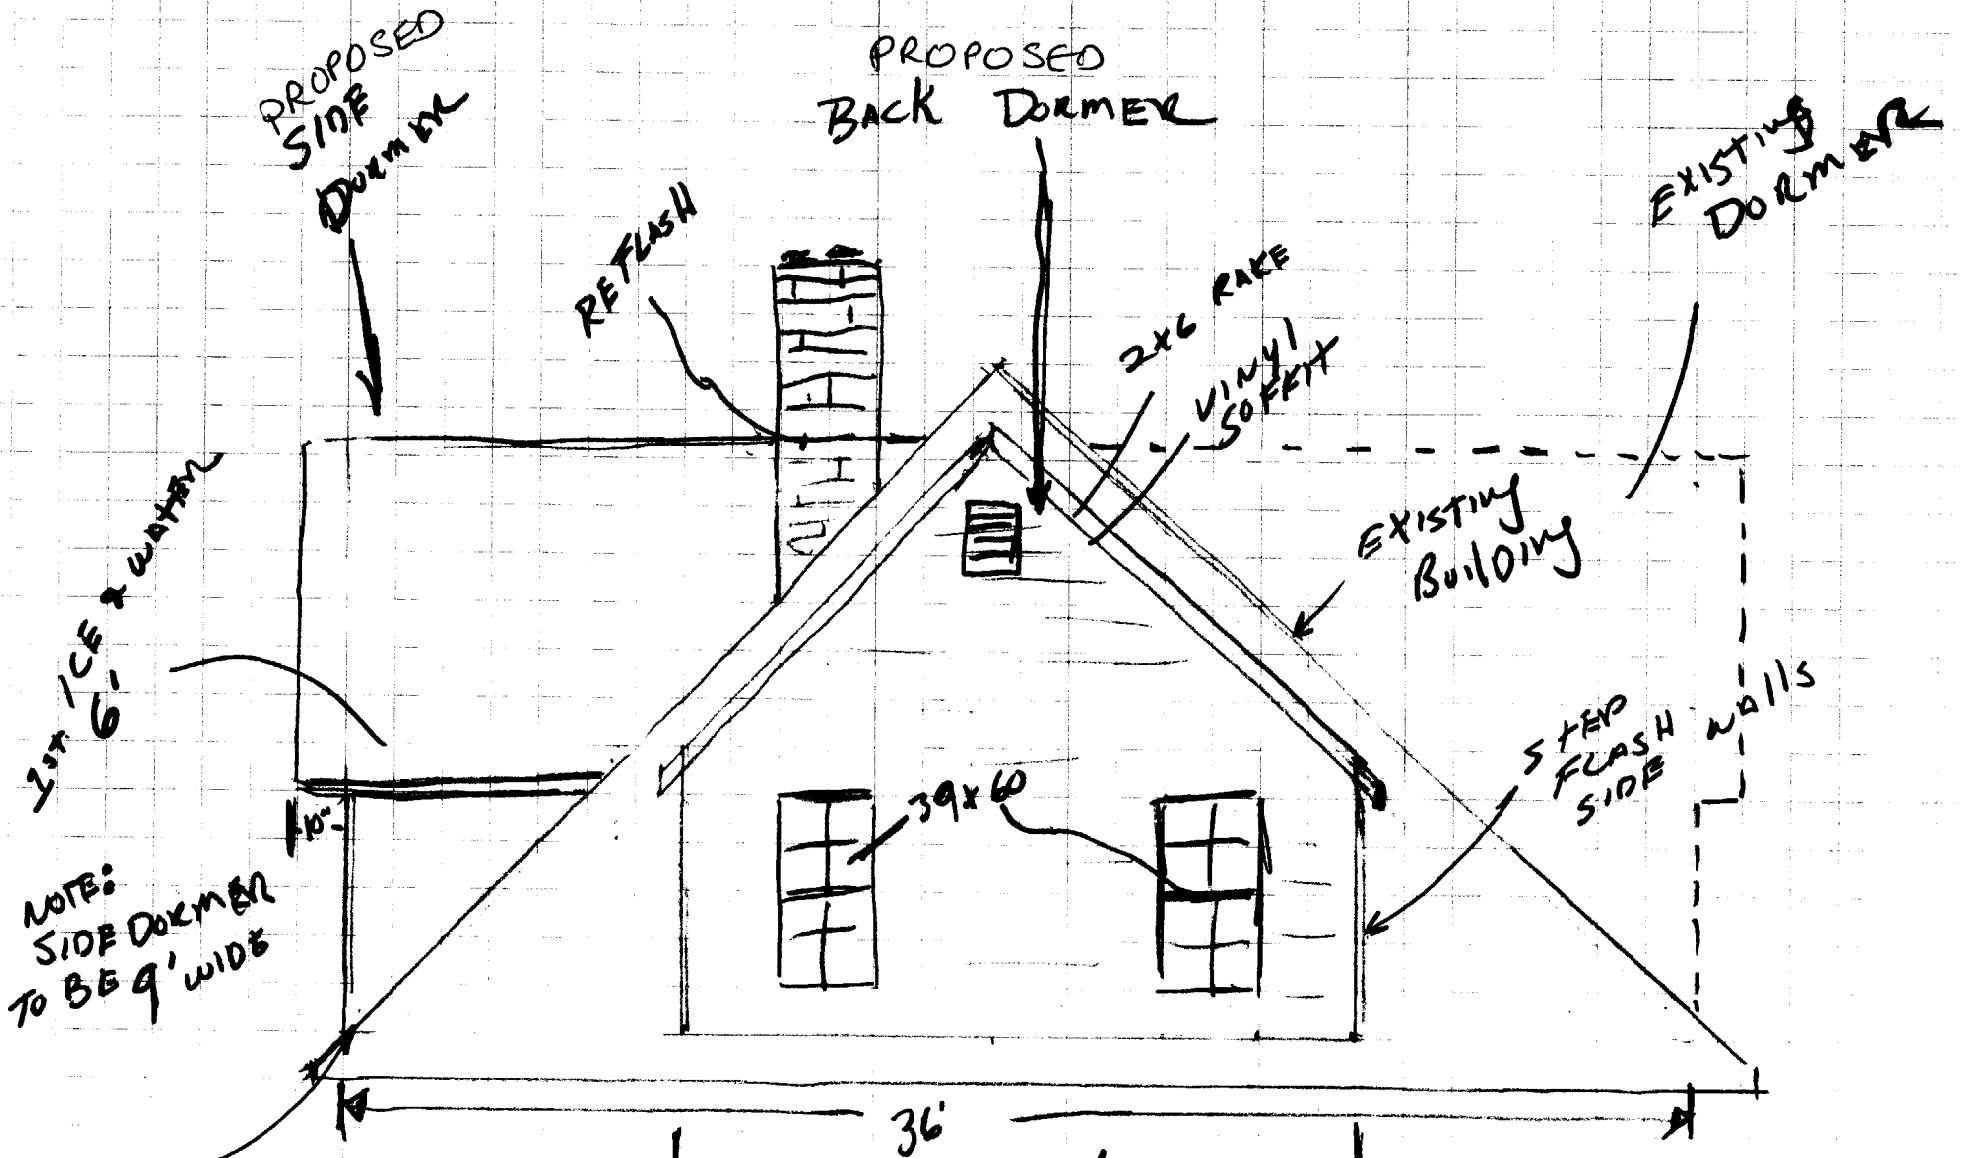 PROPOSED
SIDE
DORMER
PROPOSED
BACK DORMER
EXISTING
DORMER
REFLASH
2x6 RAKE
VINYL
SOFFIT
EXISTING
BUILDING
1st ICE & WATER
6'
STEP
FLASH
SIDE
WALLS
39x60
10"
NOTE:
SIDE DORMER
TO BE 9' WIDE
36'